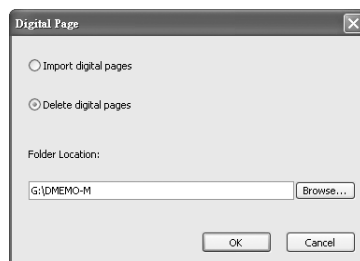 Digital Page
Import digital pages
Delete digital pages
Folder Location:
G:\DMEMO-M
Browse...
OK
Cancel